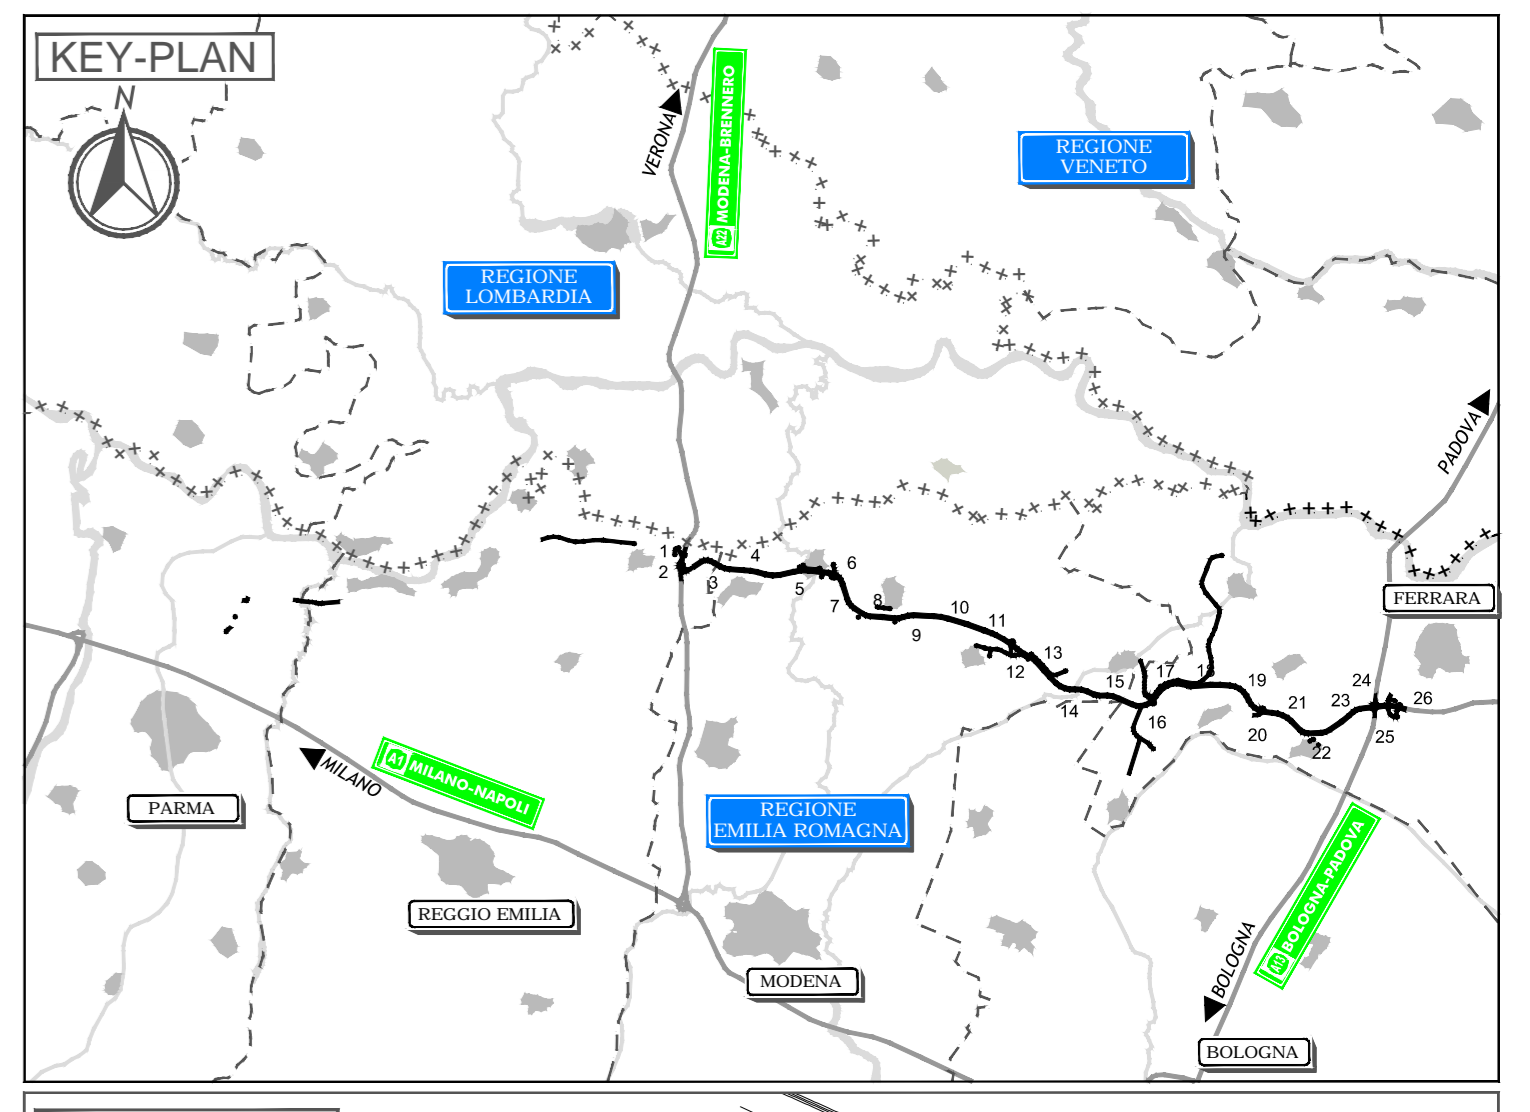 KEY-PLAN
N
VERONA
A22 MODENA-BRENNERO
REGIONE
VENETO
REGIONE
LOMBARDIA
PADOVA
FERRARA
1
2
3
4
5
6
7
8
9
10
11
12
13
14
15
16
17
18
19
20
21
22
23
24
25
26
MILANO
A1 MILANO-NAPOLI
PARMA
REGIONE
EMILIA ROMAGNA
REGGIO EMILIA
MODENA
A13 BOLOGNA-PADOVA
BOLOGNA
BOLOGNA